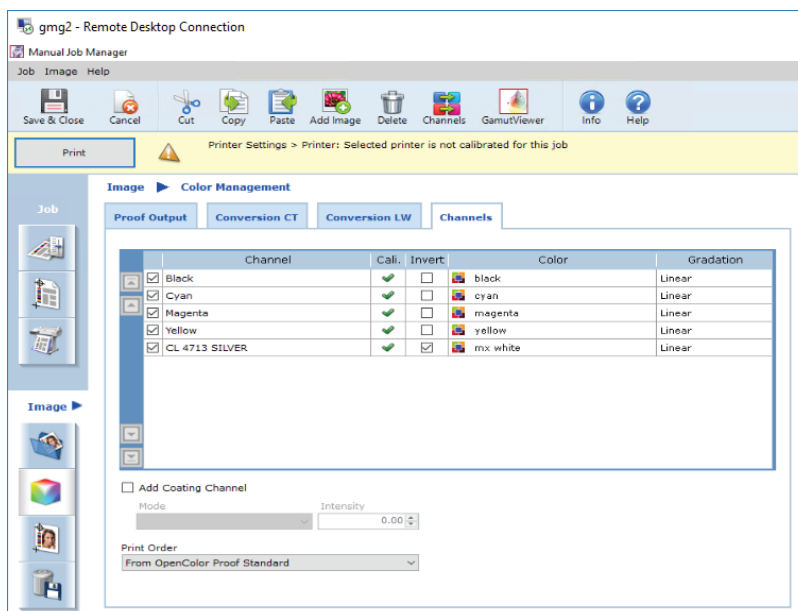 gmg2 - Remote Desktop Connection
Manual Job Manager
Job Image Help
Save & Close Cancel Cut Copy Paste Add Image Delete Channels GamutViewer Info Help
Print Printer Settings > Printer: Selected printer is not calibrated for this job
Image Color Management
Job
Proof Output Conversion CT Conversion LW Channels
Channel Cali. Invert Color Gradation
Black black Linear
Cyan cyan Linear
Magenta magenta Linear
Yellow yellow Linear
CL 4713 SILVER mx white Linear
Image
Add Coating Channel
Mode Intensity
0.00
Print Order
From OpenColor Proof Standard